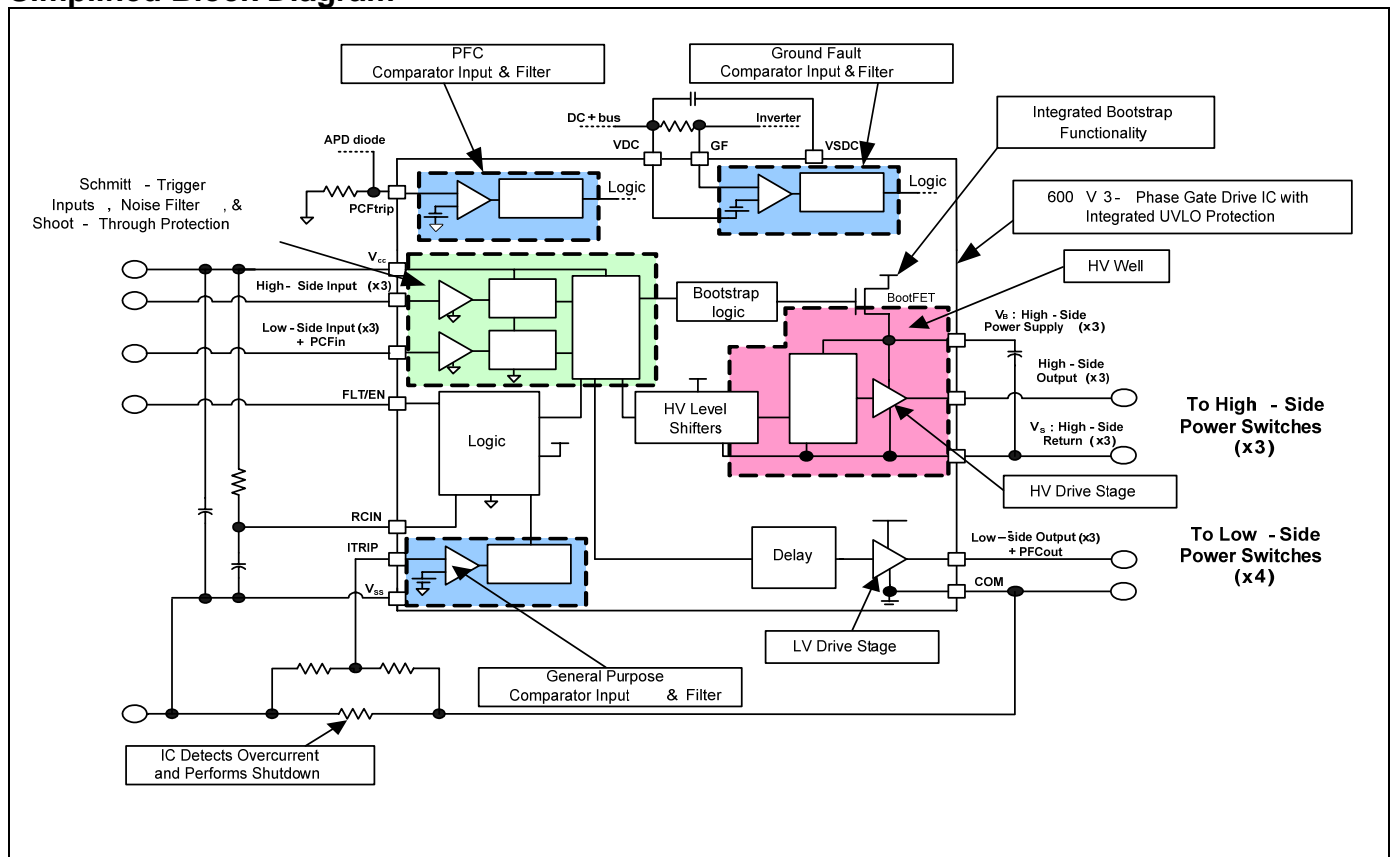 Simplified Block Diagram
PFC
Comparator Input & Filter
Ground Fault
Comparator Input & Filter
Integrated Bootstrap
Functionality
DC + bus
Inverter
VDC
GF
VSDC
APD diode
PCFtrip
Logic
Logic
Schmitt - Trigger
Inputs , Noise Filter , &
Shoot - Through Protection
600 V 3 - Phase Gate Drive IC with
Integrated UVLO Protection
HV Well
Vcc
High - Side Input (x3)
Low - Side Input (x3)
+ PCFin
Bootstrap
logic
BootFET
VB : High - Side
Power Supply (x3)
High - Side
Output (x3)
VS : High - Side
Return (x3)
To High - Side
Power Switches
(x3)
FLT/EN
Logic
HV Level
Shifters
HV Drive Stage
RCIN
ITRIP
VSS
Delay
Low - side Output (x3)
+ PFCout
COM
To Low - Side
Power Switches
(x4)
LV Drive Stage
General Purpose
Comparator Input & Filter
IC Detects Overcurrent
and Performs Shutdown